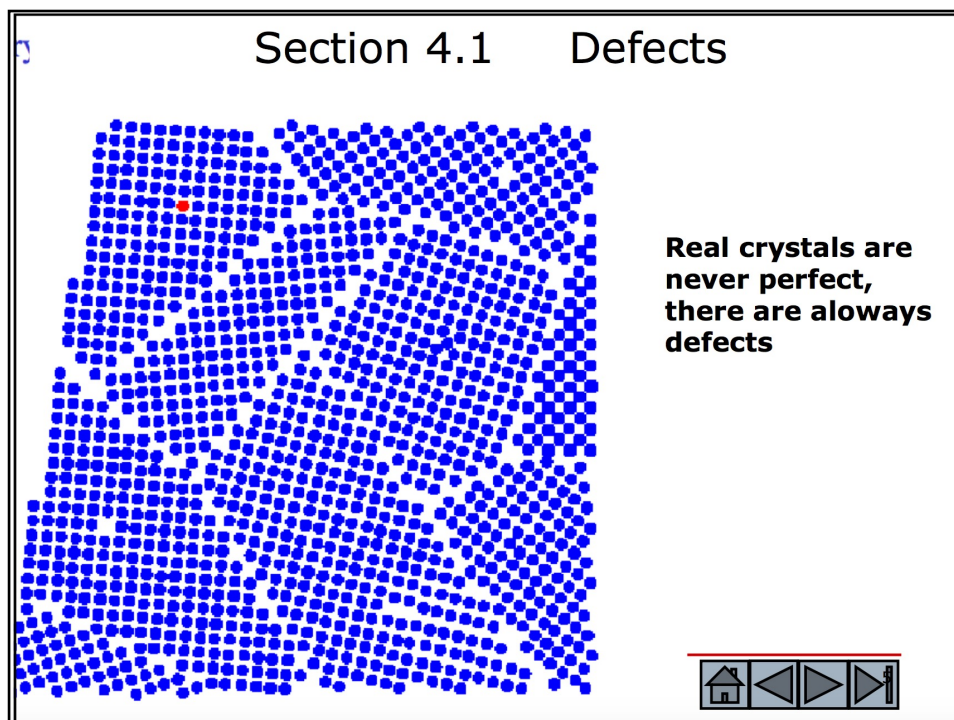 Section 4.1 Defects
Real crystals are
never perfect,
there are aloways
defects